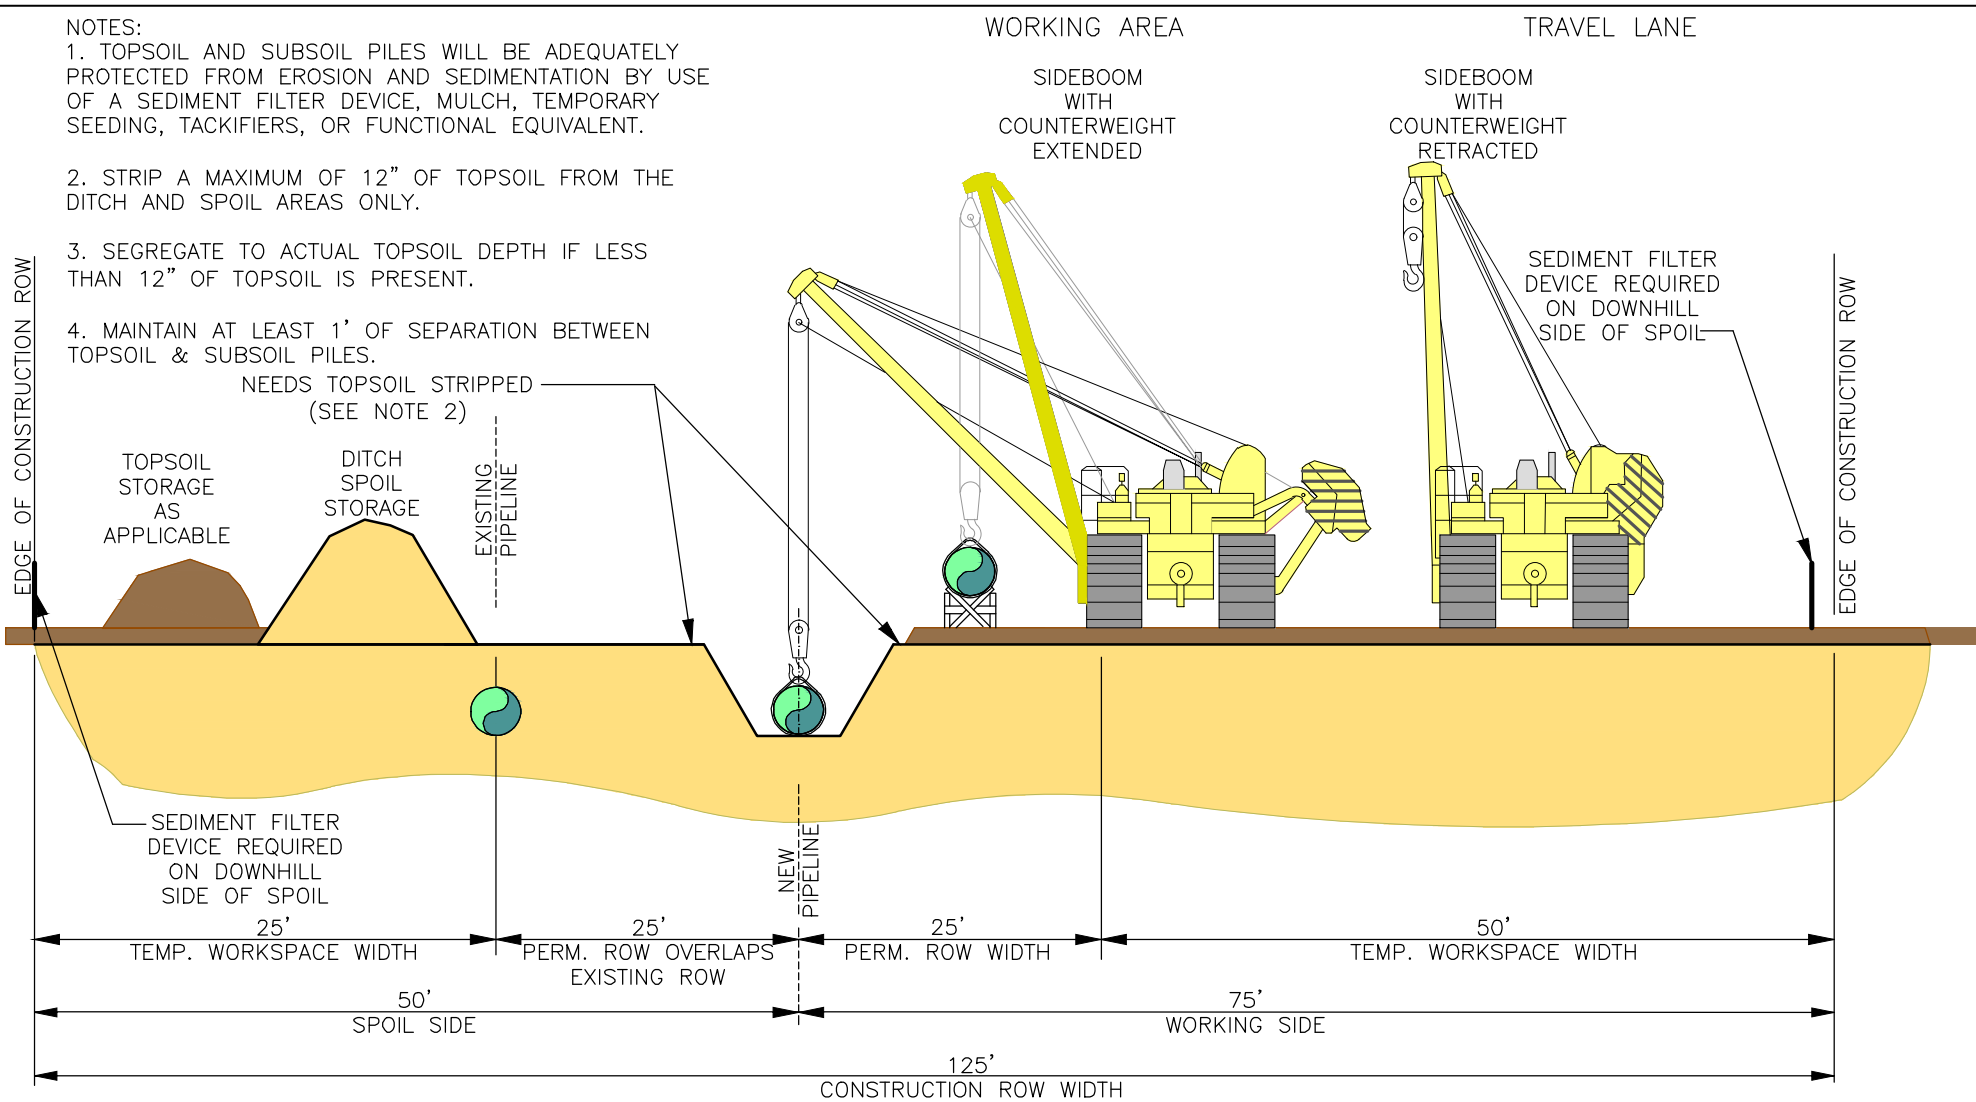 NOTES:
1. TOPSOIL AND SUBSOIL PILES WILL BE ADEQUATELY
PROTECTED FROM EROSION AND SEDIMENTATION BY USE
OF A SEDIMENT FILTER DEVICE, MULCH, TEMPORARY
SEEDING, TACKIFIERS, OR FUNCTIONAL EQUIVALENT.
2. STRIP A MAXIMUM OF 12” OF TOPSOIL FROM THE
DITCH AND SPOIL AREAS ONLY.
3. SEGREGATE TO ACTUAL TOPSOIL DEPTH IF LESS
THAN 12” OF TOPSOIL IS PRESENT.
4. MAINTAIN AT LEAST 1’ OF SEPARATION BETWEEN
TOPSOIL & SUBSOIL PILES.
WORKING AREA
TRAVEL LANE
SIDEBOOM
WITH
COUNTERWEIGHT
EXTENDED
SIDEBOOM
WITH
COUNTERWEIGHT
RETRACTED
SEDIMENT FILTER
DEVICE REQUIRED
ON DOWNHILL
SIDE OF SPOIL
EDGE OF CONSTRUCTION ROW
EDGE OF CONSTRUCTION ROW
NEEDS TOPSOIL STRIPPED
(SEE NOTE 2)
TOPSOIL
STORAGE
AS
APPLICABLE
DITCH
SPOIL
STORAGE
EXISTING
PIPELINE
SEDIMENT FILTER
DEVICE REQUIRED
ON DOWNHILL
SIDE OF SPOIL
NEW
PIPELINE
25’
TEMP. WORKSPACE WIDTH
25’
PERM. ROW OVERLAPS
EXISTING ROW
25’
PERM. ROW WIDTH
50’
TEMP. WORKSPACE WIDTH
50’
SPOIL SIDE
75’
WORKING SIDE
125’
CONSTRUCTION ROW WIDTH